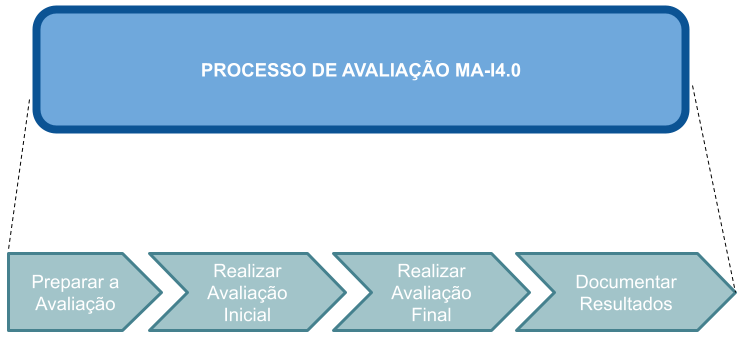 PROCESSO DE AVALIAÇÃO MA-I4.0
Preparar a
Avaliação
Realizar
Avaliação
Inicial
Realizar
Avaliação
Final
Documentar
Resultados